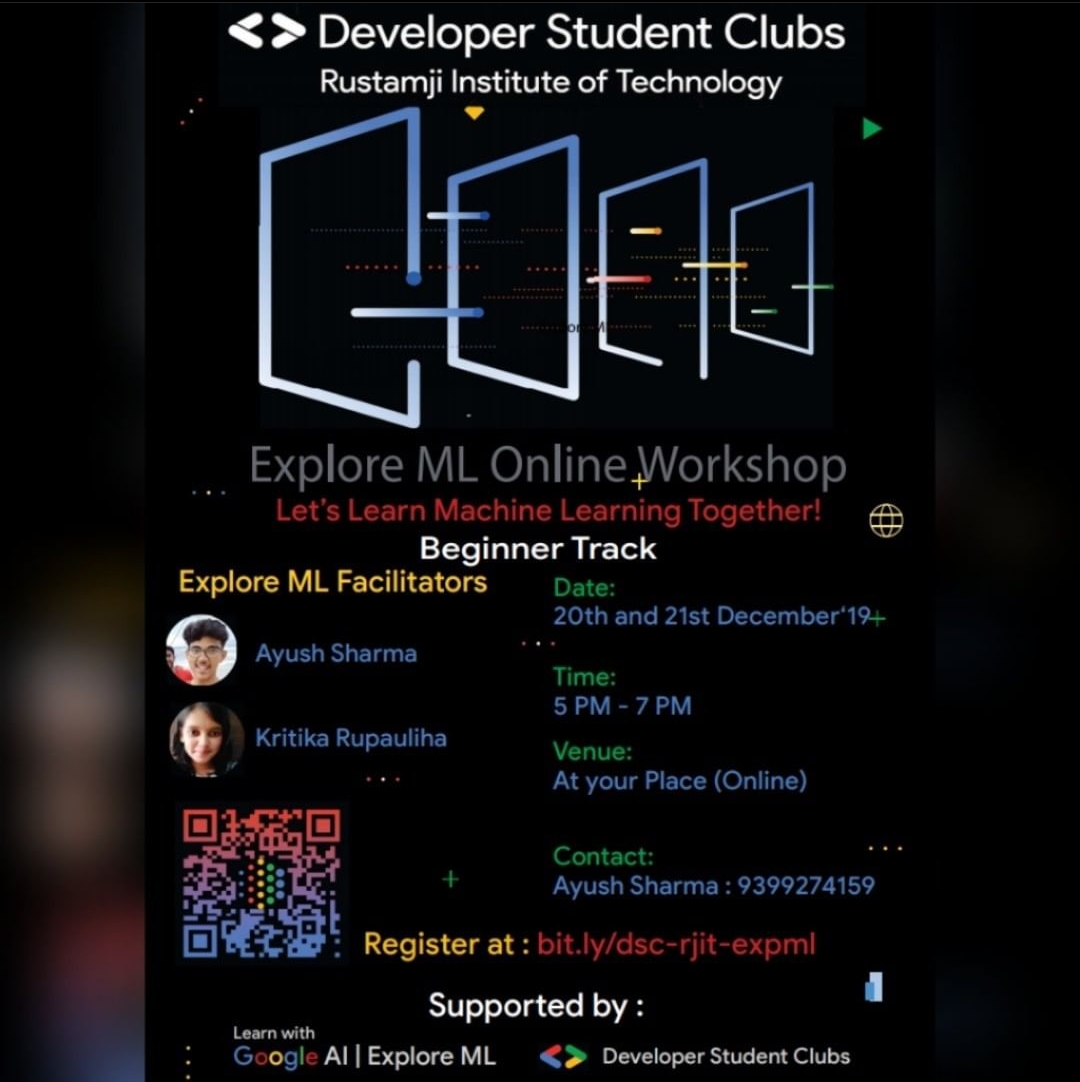 Developer Student Clubs
Rustamji Institute of Technology
Explore ML Online Workshop
Let's Learn Machine Learning Together!
Beginner Track
Explore ML Facilitators
Ayush Sharma
Kritika Rupauliha
Date:
20th and 21st December'19
Time:
5 PM - 7 PM
Venue:
At your Place (Online)
Contact:
Ayush Sharma : 9399274159
Register at : bit.ly/dsc-rjit-expml
Supported by :
Learn with
Google AI | Explore ML
Developer Student Clubs